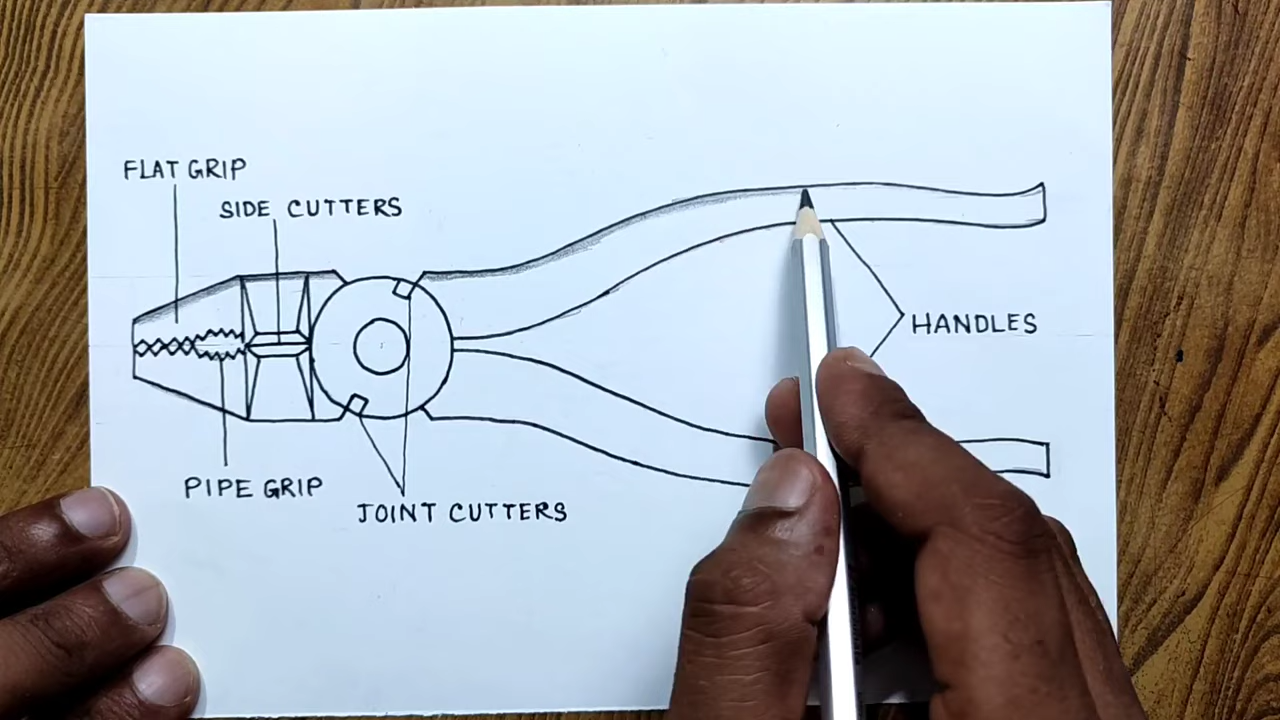 FLAT GRIP
SIDE CUTTERS
HANDLES
PIPE GRIP
JOINT CUTTERS